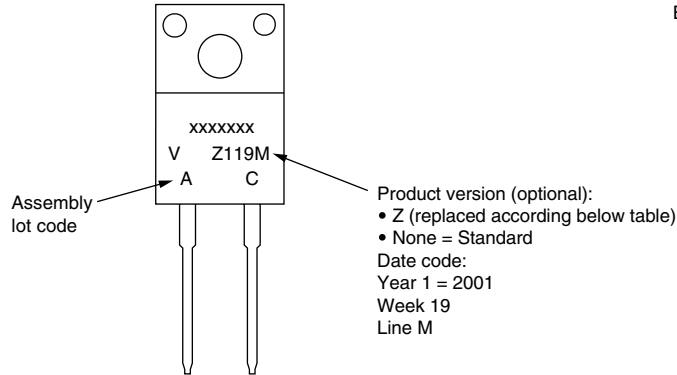 E
xxxxxxx
V Z119M
A C
Assembly
lot code
Product version (optional):
• Z (replaced according below table)
• None = Standard
Date code:
Year 1 = 2001
Week 19
Line M